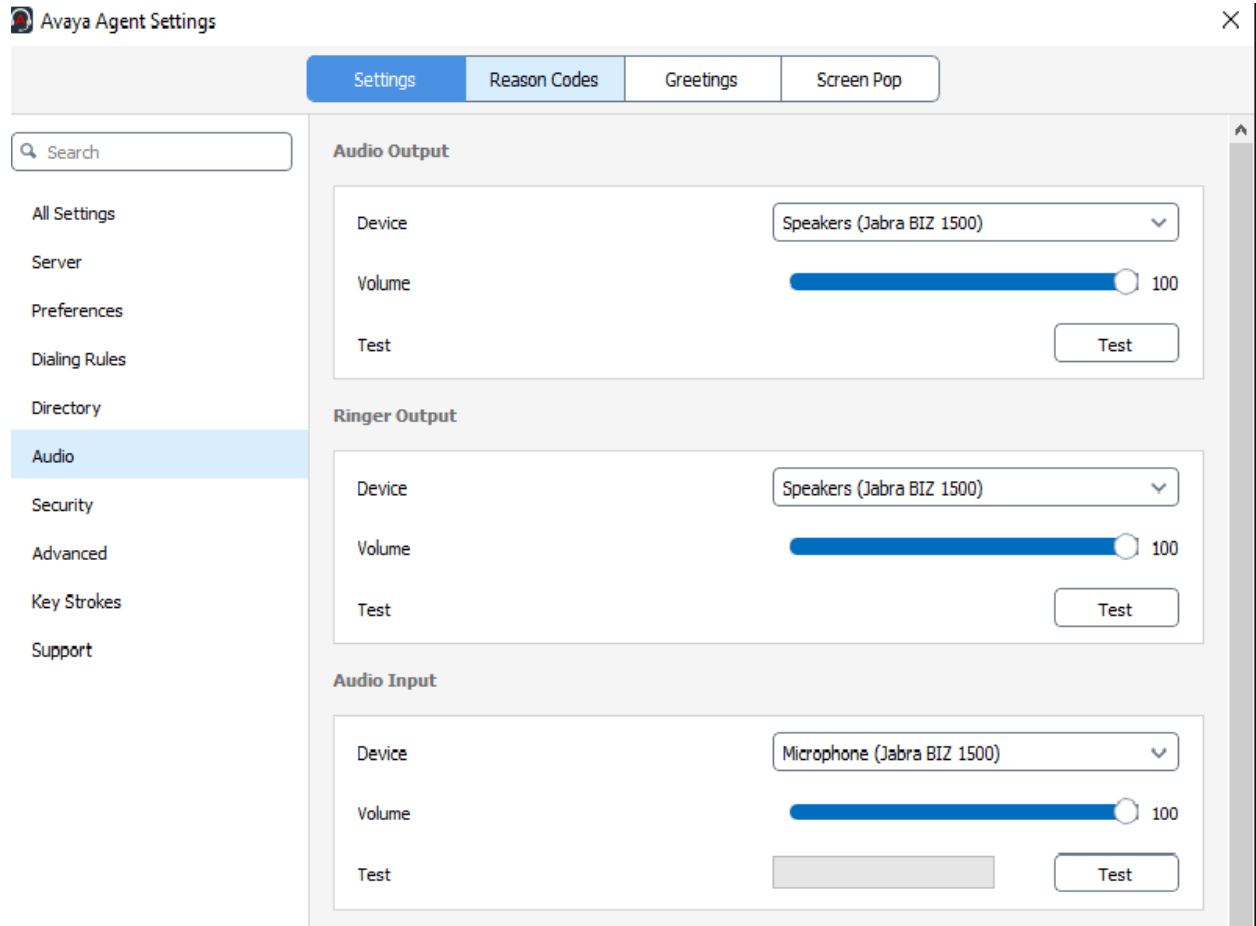 Avaya Agent Settings
Settings
Reason Codes
Greetings
Screen Pop
Search
All Settings
Server
Preferences
Dialing Rules
Directory
Audio
Security
Advanced
Key Strokes
Support
Audio Output
Device
Speakers (Jabra BIZ 1500)
Volume
100
Test
Test
Ringer Output
Device
Speakers (Jabra BIZ 1500)
Volume
100
Test
Test
Audio Input
Device
Microphone (Jabra BIZ 1500)
Volume
100
Test
Test